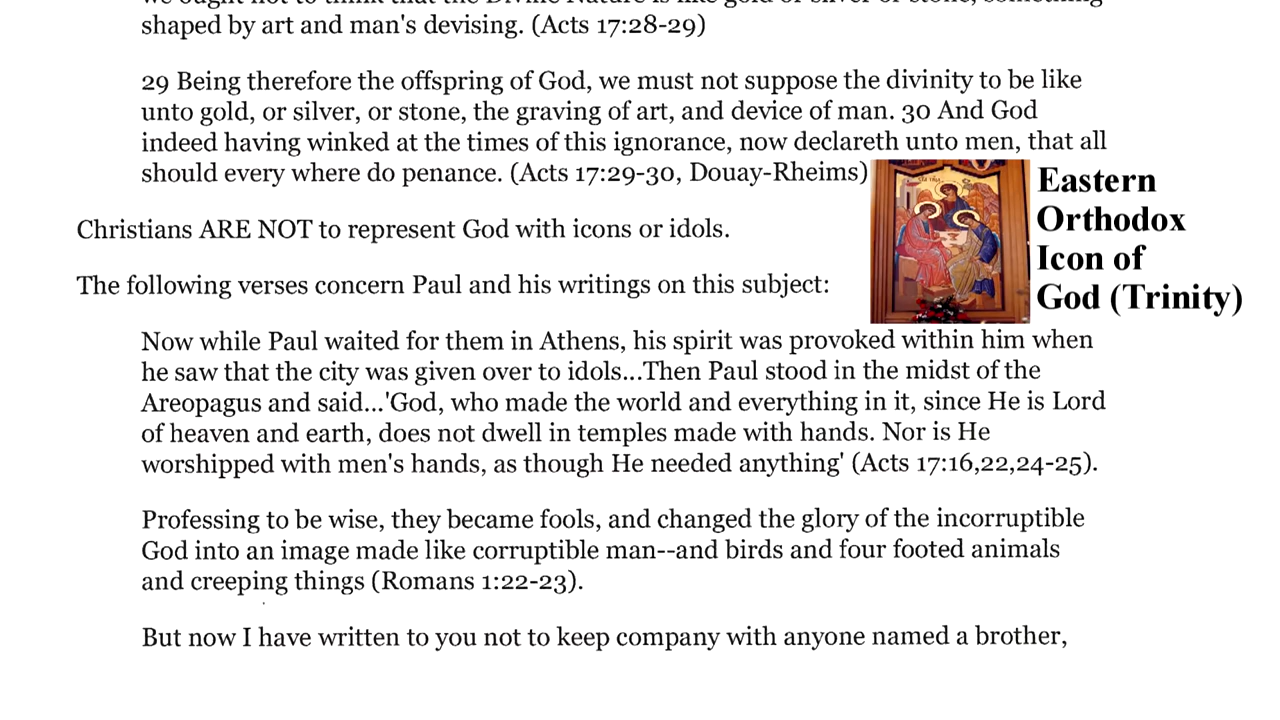 shaped by art and man's devising. (Acts 17:28-29)
29 Being therefore the offspring of God, we must not suppose the divinity to be like
unto gold, or silver, or stone, the graving of art, and device of man. 30 And God
indeed having winked at the times of this ignorance, now declareth unto men, that all
should every where do penance. (Acts 17:29-30, Douay-Rheims)
Eastern
Orthodox
Icon of
God (Trinity)
Christians ARE NOT to represent God with icons or idols.
The following verses concern Paul and his writings on this subject:
Now while Paul waited for them in Athens, his spirit was provoked within him when
he saw that the city was given over to idols...Then Paul stood in the midst of the
Areopagus and said...'God, who made the world and everything in it, since He is Lord
of heaven and earth, does not dwell in temples made with hands. Nor is He
worshipped with men's hands, as though He needed anything' (Acts 17:16,22,24-25).
Professing to be wise, they became fools, and changed the glory of the incorruptible
God into an image made like corruptible man--and birds and four footed animals
and creeping things (Romans 1:22-23).
But now I have written to you not to keep company with anyone named a brother,